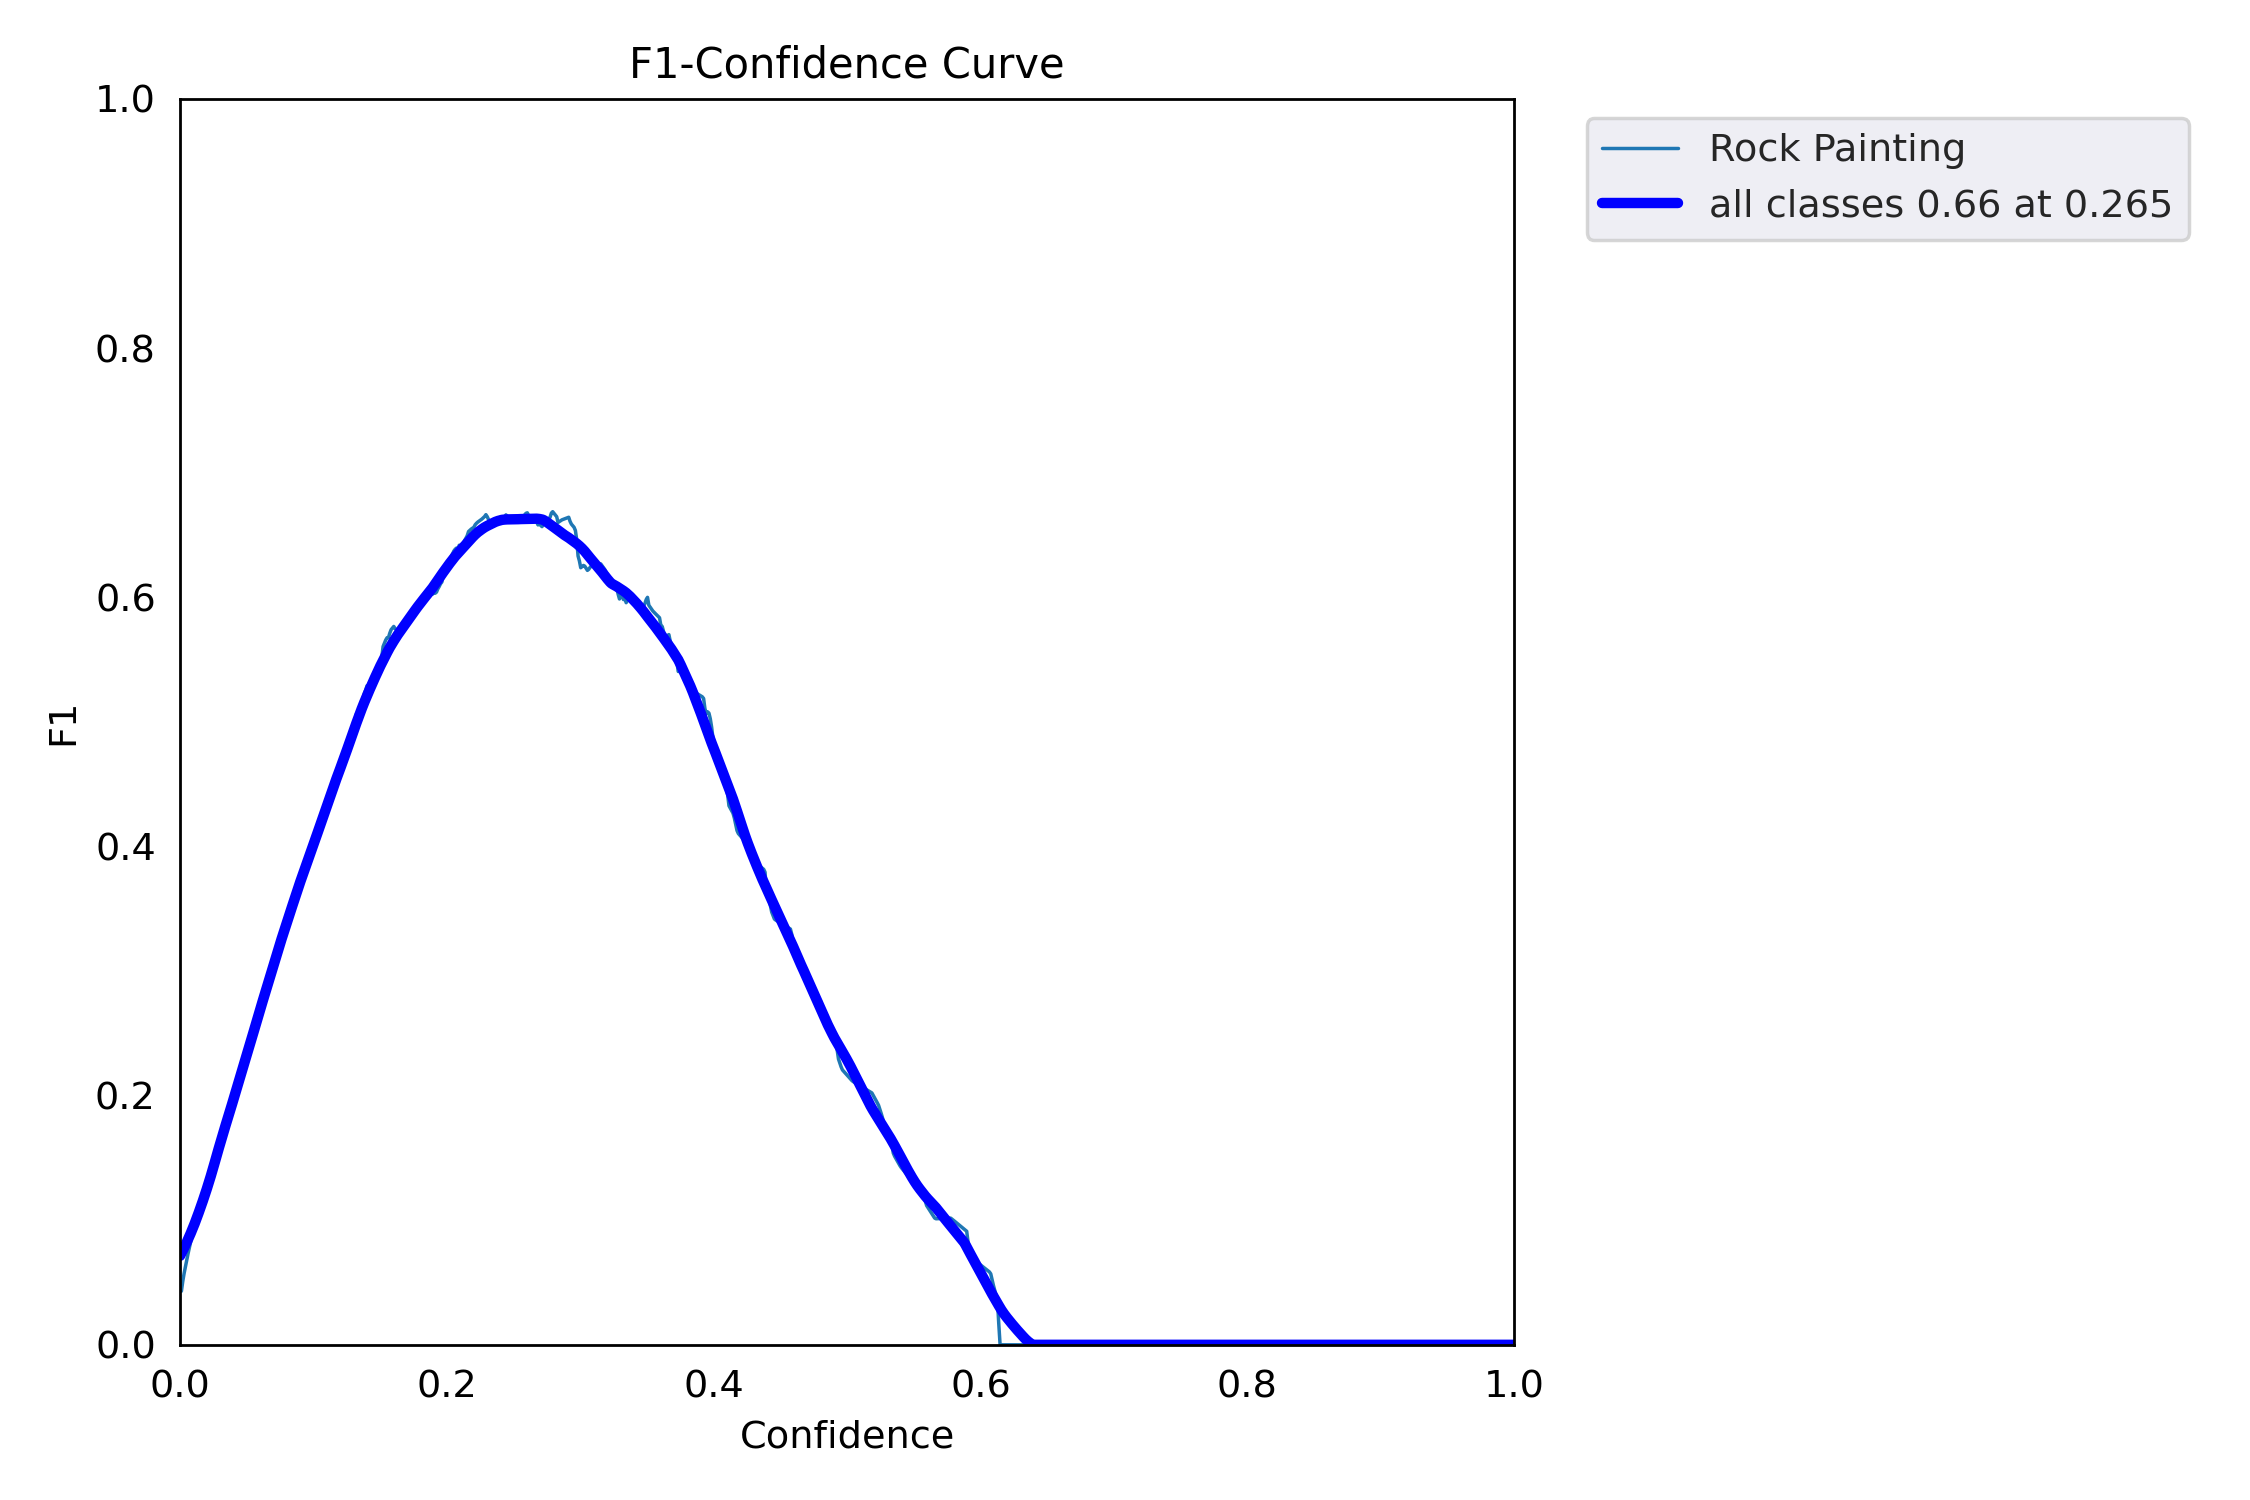 F1-Confidence Curve
Rock Painting
all classes 0.66 at 0.265
1.0
0.8
0.6
0.4
0.2
0.0
F1
0.0 0.2 0.4 0.6 0.8 1.0
Confidence